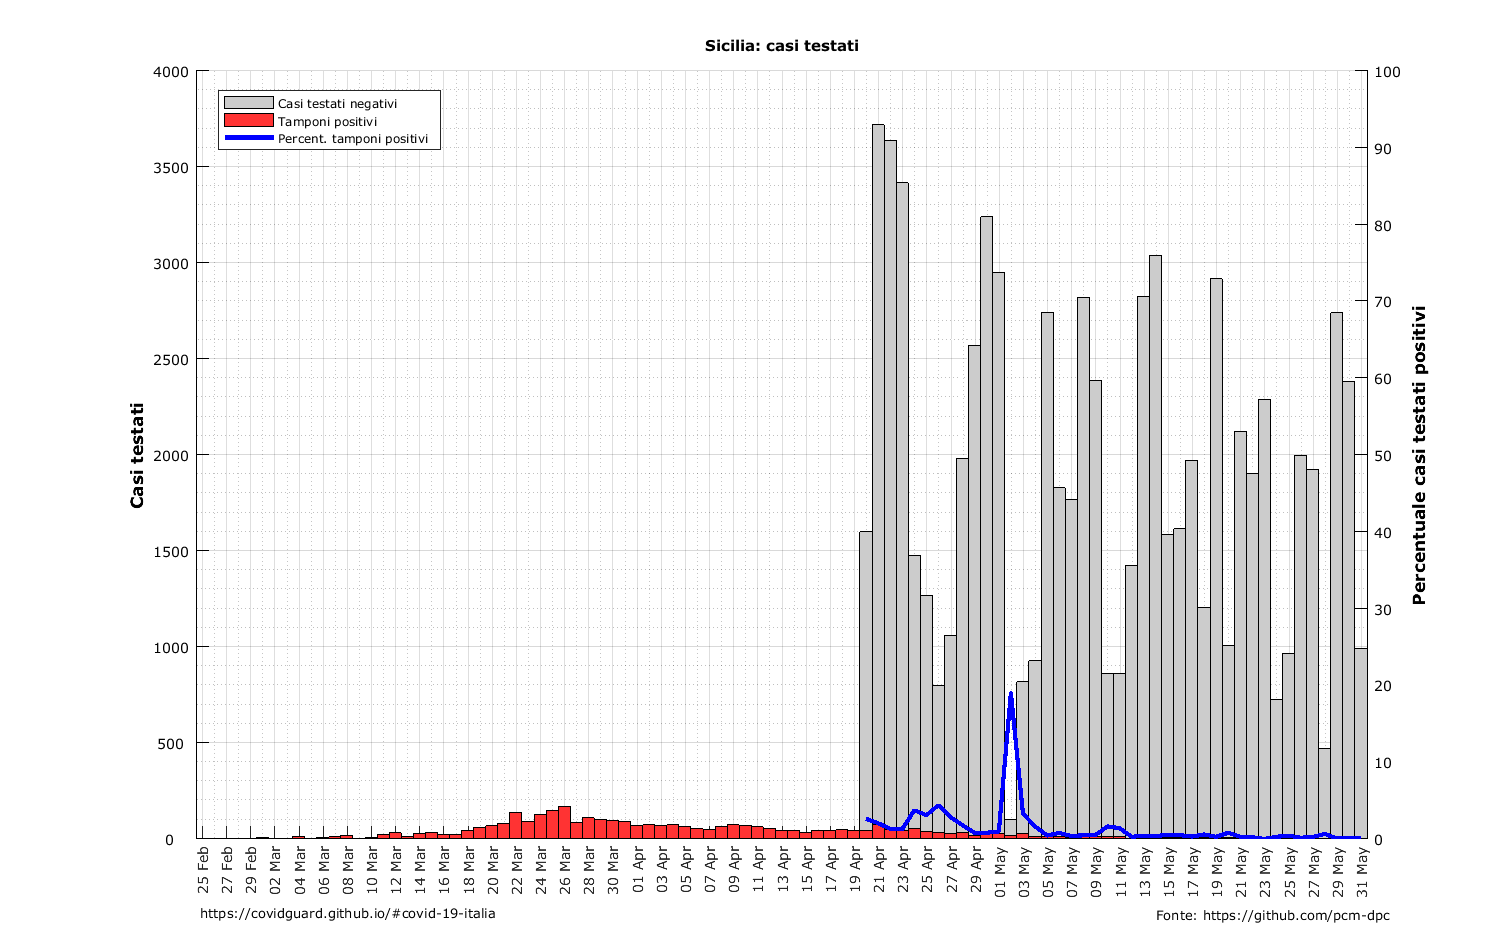 Sicilia: casi testati
Casi testati negativi
Tamponi positivi
Percent. tamponi positivi
Casi testati
4000
3500
3000
2500
2000
1500
1000
500
0
100
90
80
70
60
50
40
30
20
10
0
Percentuale casi testati positivi
25 Feb
27 Feb
29 Feb
02 Mar
04 Mar
06 Mar
08 Mar
10 Mar
12 Mar
14 Mar
16 Mar
18 Mar
20 Mar
22 Mar
24 Mar
26 Mar
28 Mar
30 Mar
01 Apr
03 Apr
05 Apr
07 Apr
09 Apr
11 Apr
13 Apr
15 Apr
17 Apr
19 Apr
21 Apr
23 Apr
25 Apr
27 Apr
29 Apr
01 May
03 May
05 May
07 May
09 May
11 May
13 May
15 May
17 May
19 May
21 May
23 May
25 May
27 May
29 May
31 May
https://covidguard.github.io/#covid-19-italia
Fonte: https://github.com/pcm-dpc